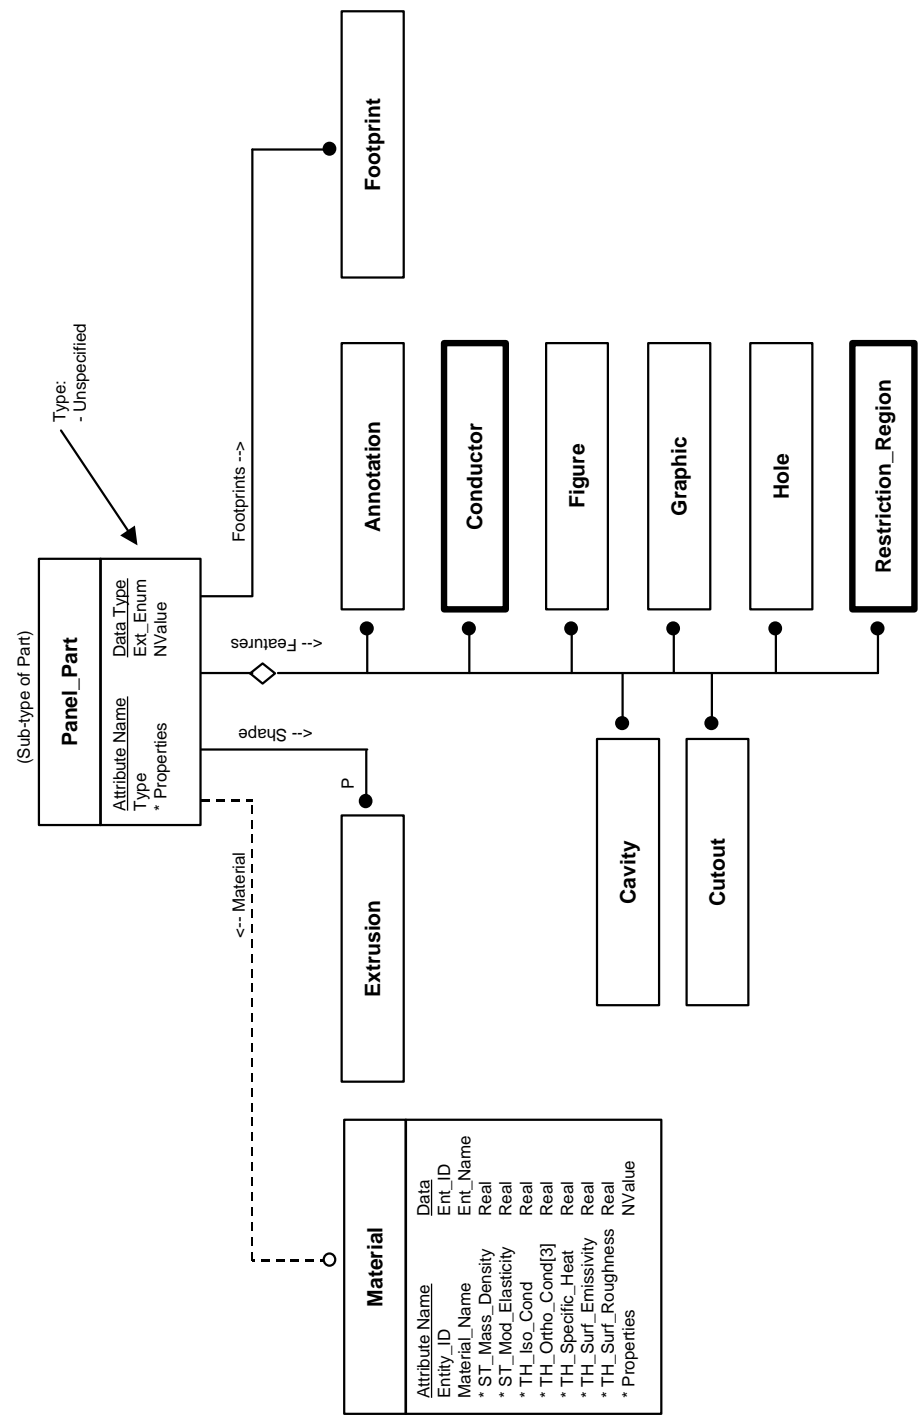 (Sub-type of Part)
Panel_Part
Attribute Name Data Type
Type Ext_Enum
* Properties NValue
Type:
- Unspecified
<-- Material
<-- Shape
<-- Features
Footprints -->
P
Material
Attribute Name Data
Entity_ID Ent_ID
Material_Name Ent_Name
* ST_Mass_Density Real
* ST_Mod_Elasticity Real
* TH_Iso_Cond Real
* TH_Ortho_Cond[3] Real
* TH_Specific_Heat Real
* TH_Surf_Emissivity Real
* TH_Surf_Roughness Real
* Properties NValue
Extrusion
Annotation
Footprint
Conductor
Figure
Graphic
Hole
Restriction_Region
Cavity
Cutout